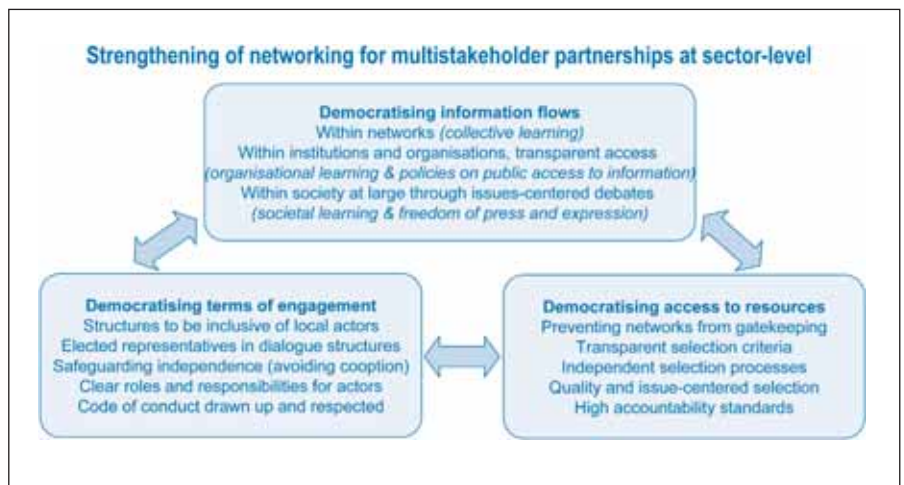 Strengthening of networking for multistakeholder partnerships at sector-level
Democratising information flows
Within networks (collective learning)
Within institutions and organisations, transparent access
(organisational learning & policies on public access to information)
Within society at large through issues-centered debates
(societal learning & freedom of press and expression)
Democratising terms of engagement
Structures to be inclusive of local actors
Elected representatives in dialogue structures
Safeguarding independence (avoiding cooption)
Clear roles and responsibilities for actors
Code of conduct drawn up and respected
Democratising access to resources
Preventing networks from gatekeeping
Transparent selection criteria
Independent selection processes
Quality and issue-centered selection
High accountability standards